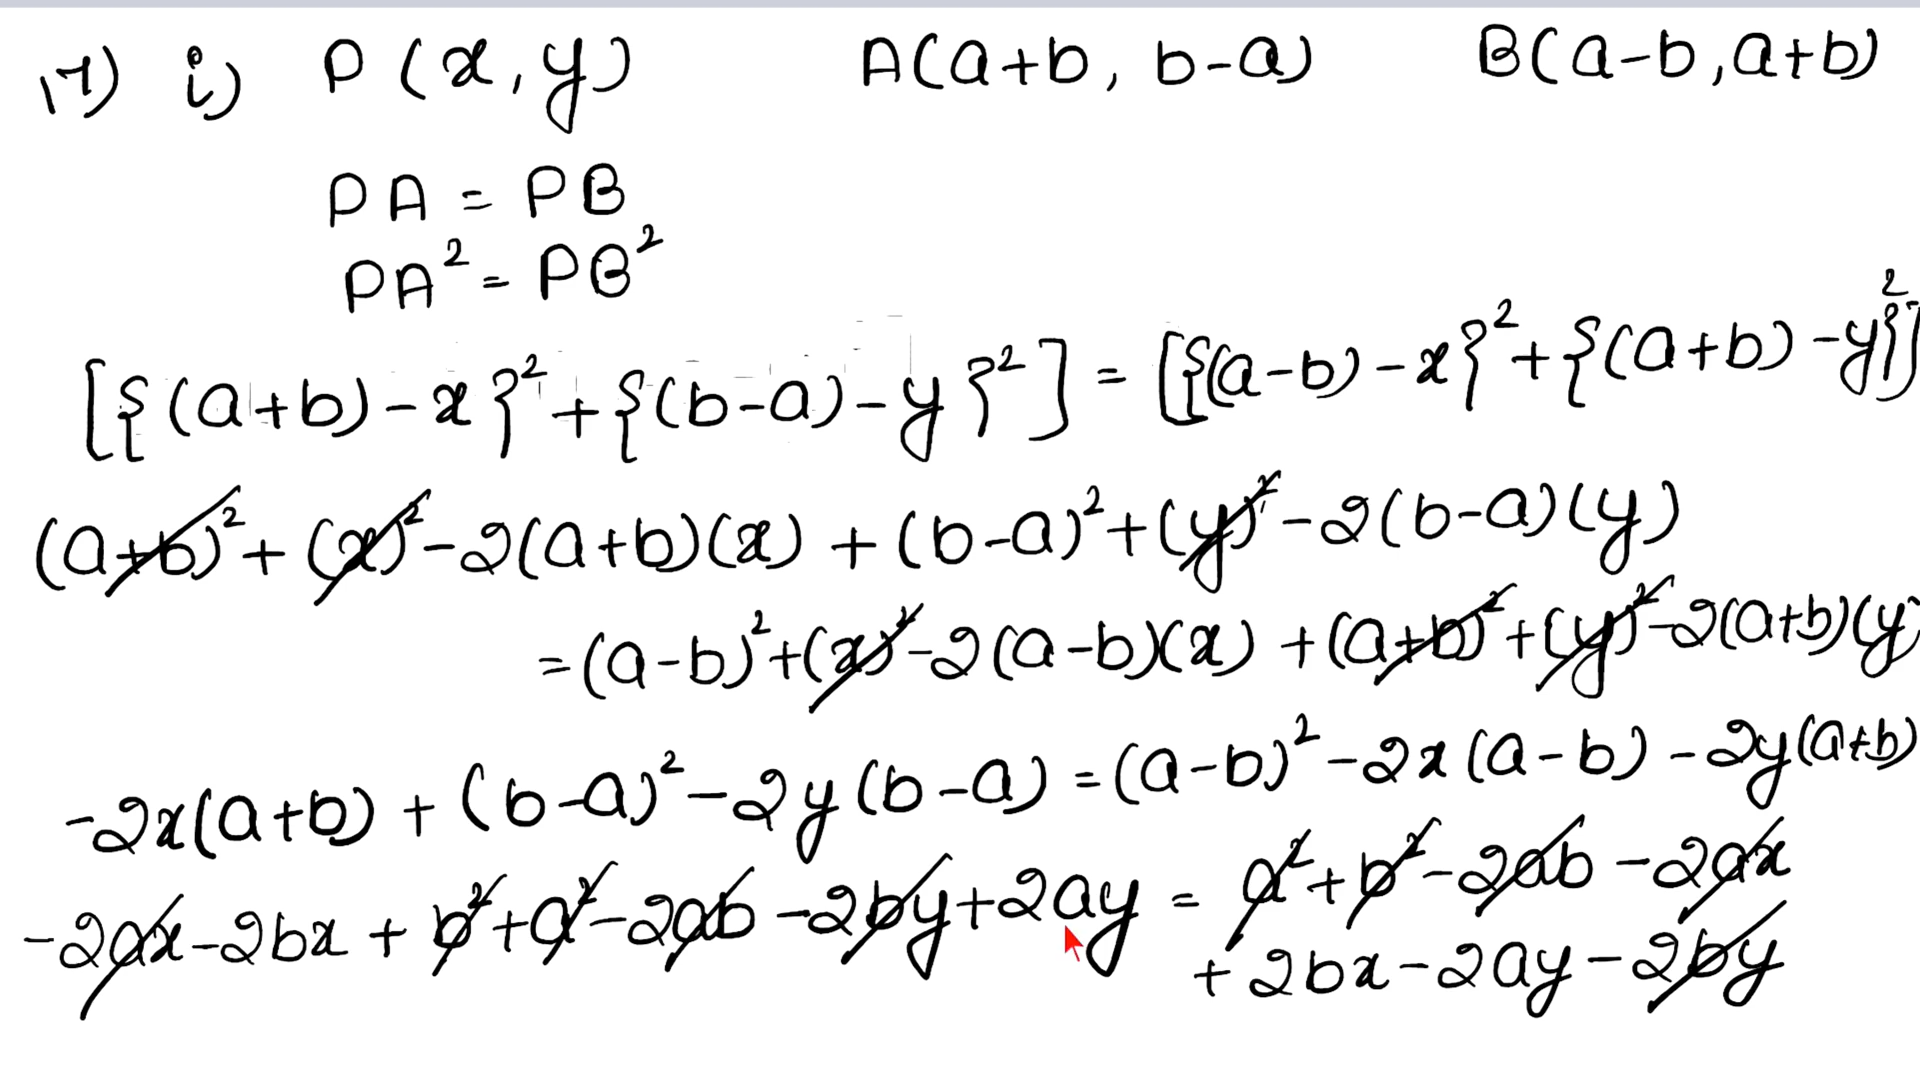 17) i) P(x, y) A(a+b, b-a) B(a-b, a+b)
PA = PB
PA² = PB²
[{(a+b)-x}² + {(b-a)-y}²] = [{(a-b)-x}² + {(a+b)-y}²]
(a+b)² + (x)² - 2(a+b)(x) + (b-a)² + (y)² - 2(b-a)(y)
= (a-b)² + (x)² - 2(a-b)(x) + (a+b)² + (y)² - 2(a+b)(y)
-2x(a+b) + (b-a)² - 2y(b-a) = (a-b)² - 2x(a-b) - 2y(a+b)
-2ax - 2bx + b² + a² - 2ab - 2by + 2ay = a² + b² - 2ab - 2ax
+ 2bx - 2ay - 2by